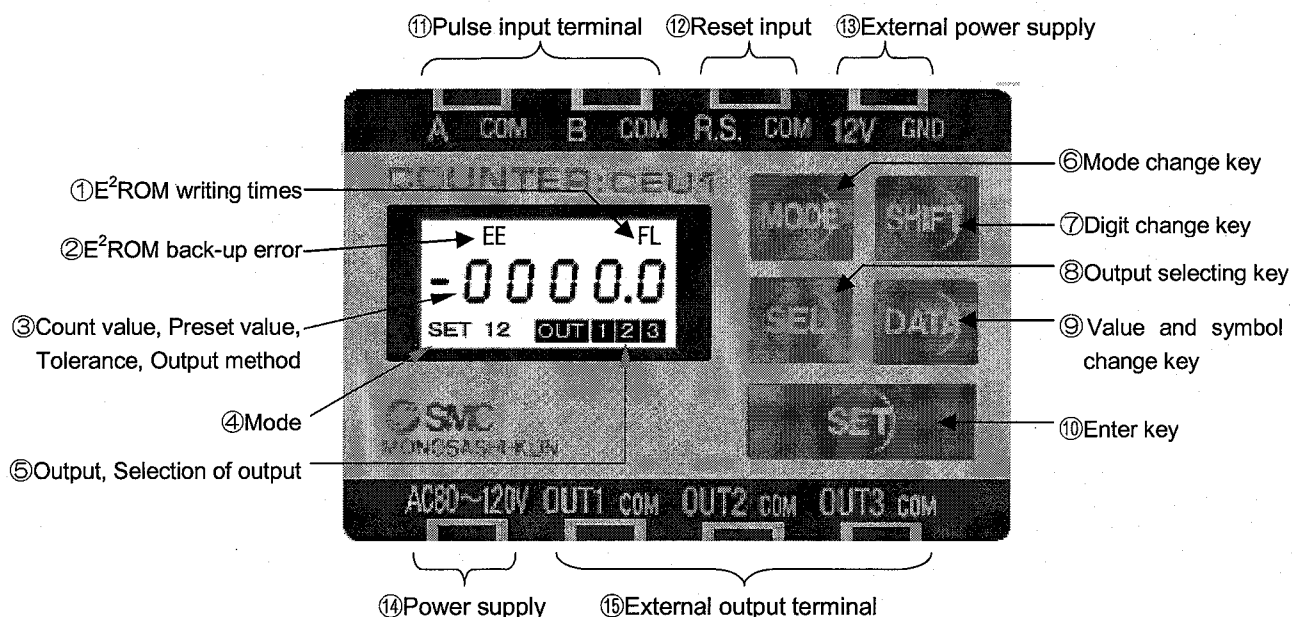 ⑪Pulse input terminal ⑫Reset input ⑬External power supply
A COM B COM R.S. COM 12V GND
COUNTER:CEU1
①E²ROM writing times
②E²ROM back-up error
③Count value, Preset value,
Tolerance, Output method
④Mode
⑤Output, Selection of output
EE FL
-0000.0
SET 12 OUT 1 2 3
SMC
MONOSASHI-KUN
MODE SHIFT
SEL DATA
SET
⑥Mode change key
⑦Digit change key
⑧Output selecting key
⑨Value and symbol
change key
⑩Enter key
AC80~120V OUT1 COM OUT2 COM OUT3 COM
⑭Power supply ⑮External output terminal